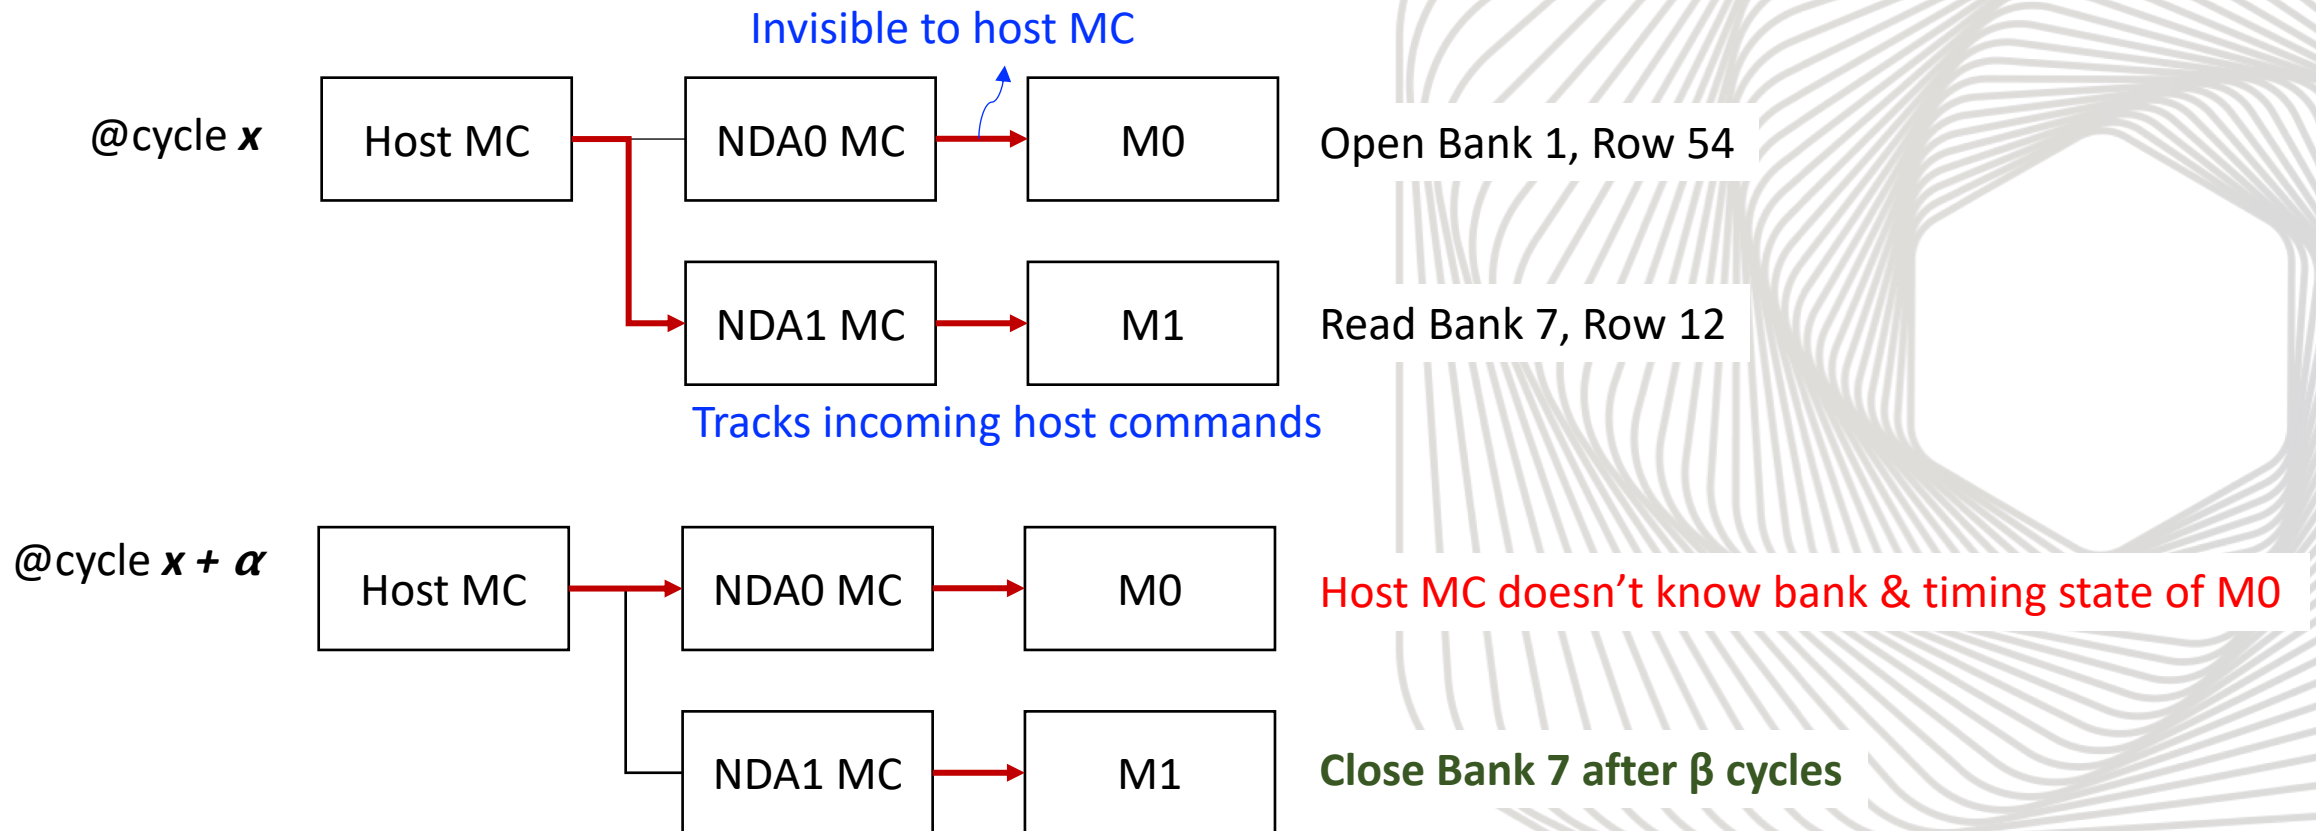 Invisible to host MC
@cycle x
Host MC
NDA0 MC
M0
Open Bank 1, Row 54
NDA1 MC
M1
Read Bank 7, Row 12
Tracks incoming host commands
@cycle x + α
Host MC
NDA0 MC
M0
Host MC doesn’t know bank & timing state of M0
NDA1 MC
M1
Close Bank 7 after β cycles